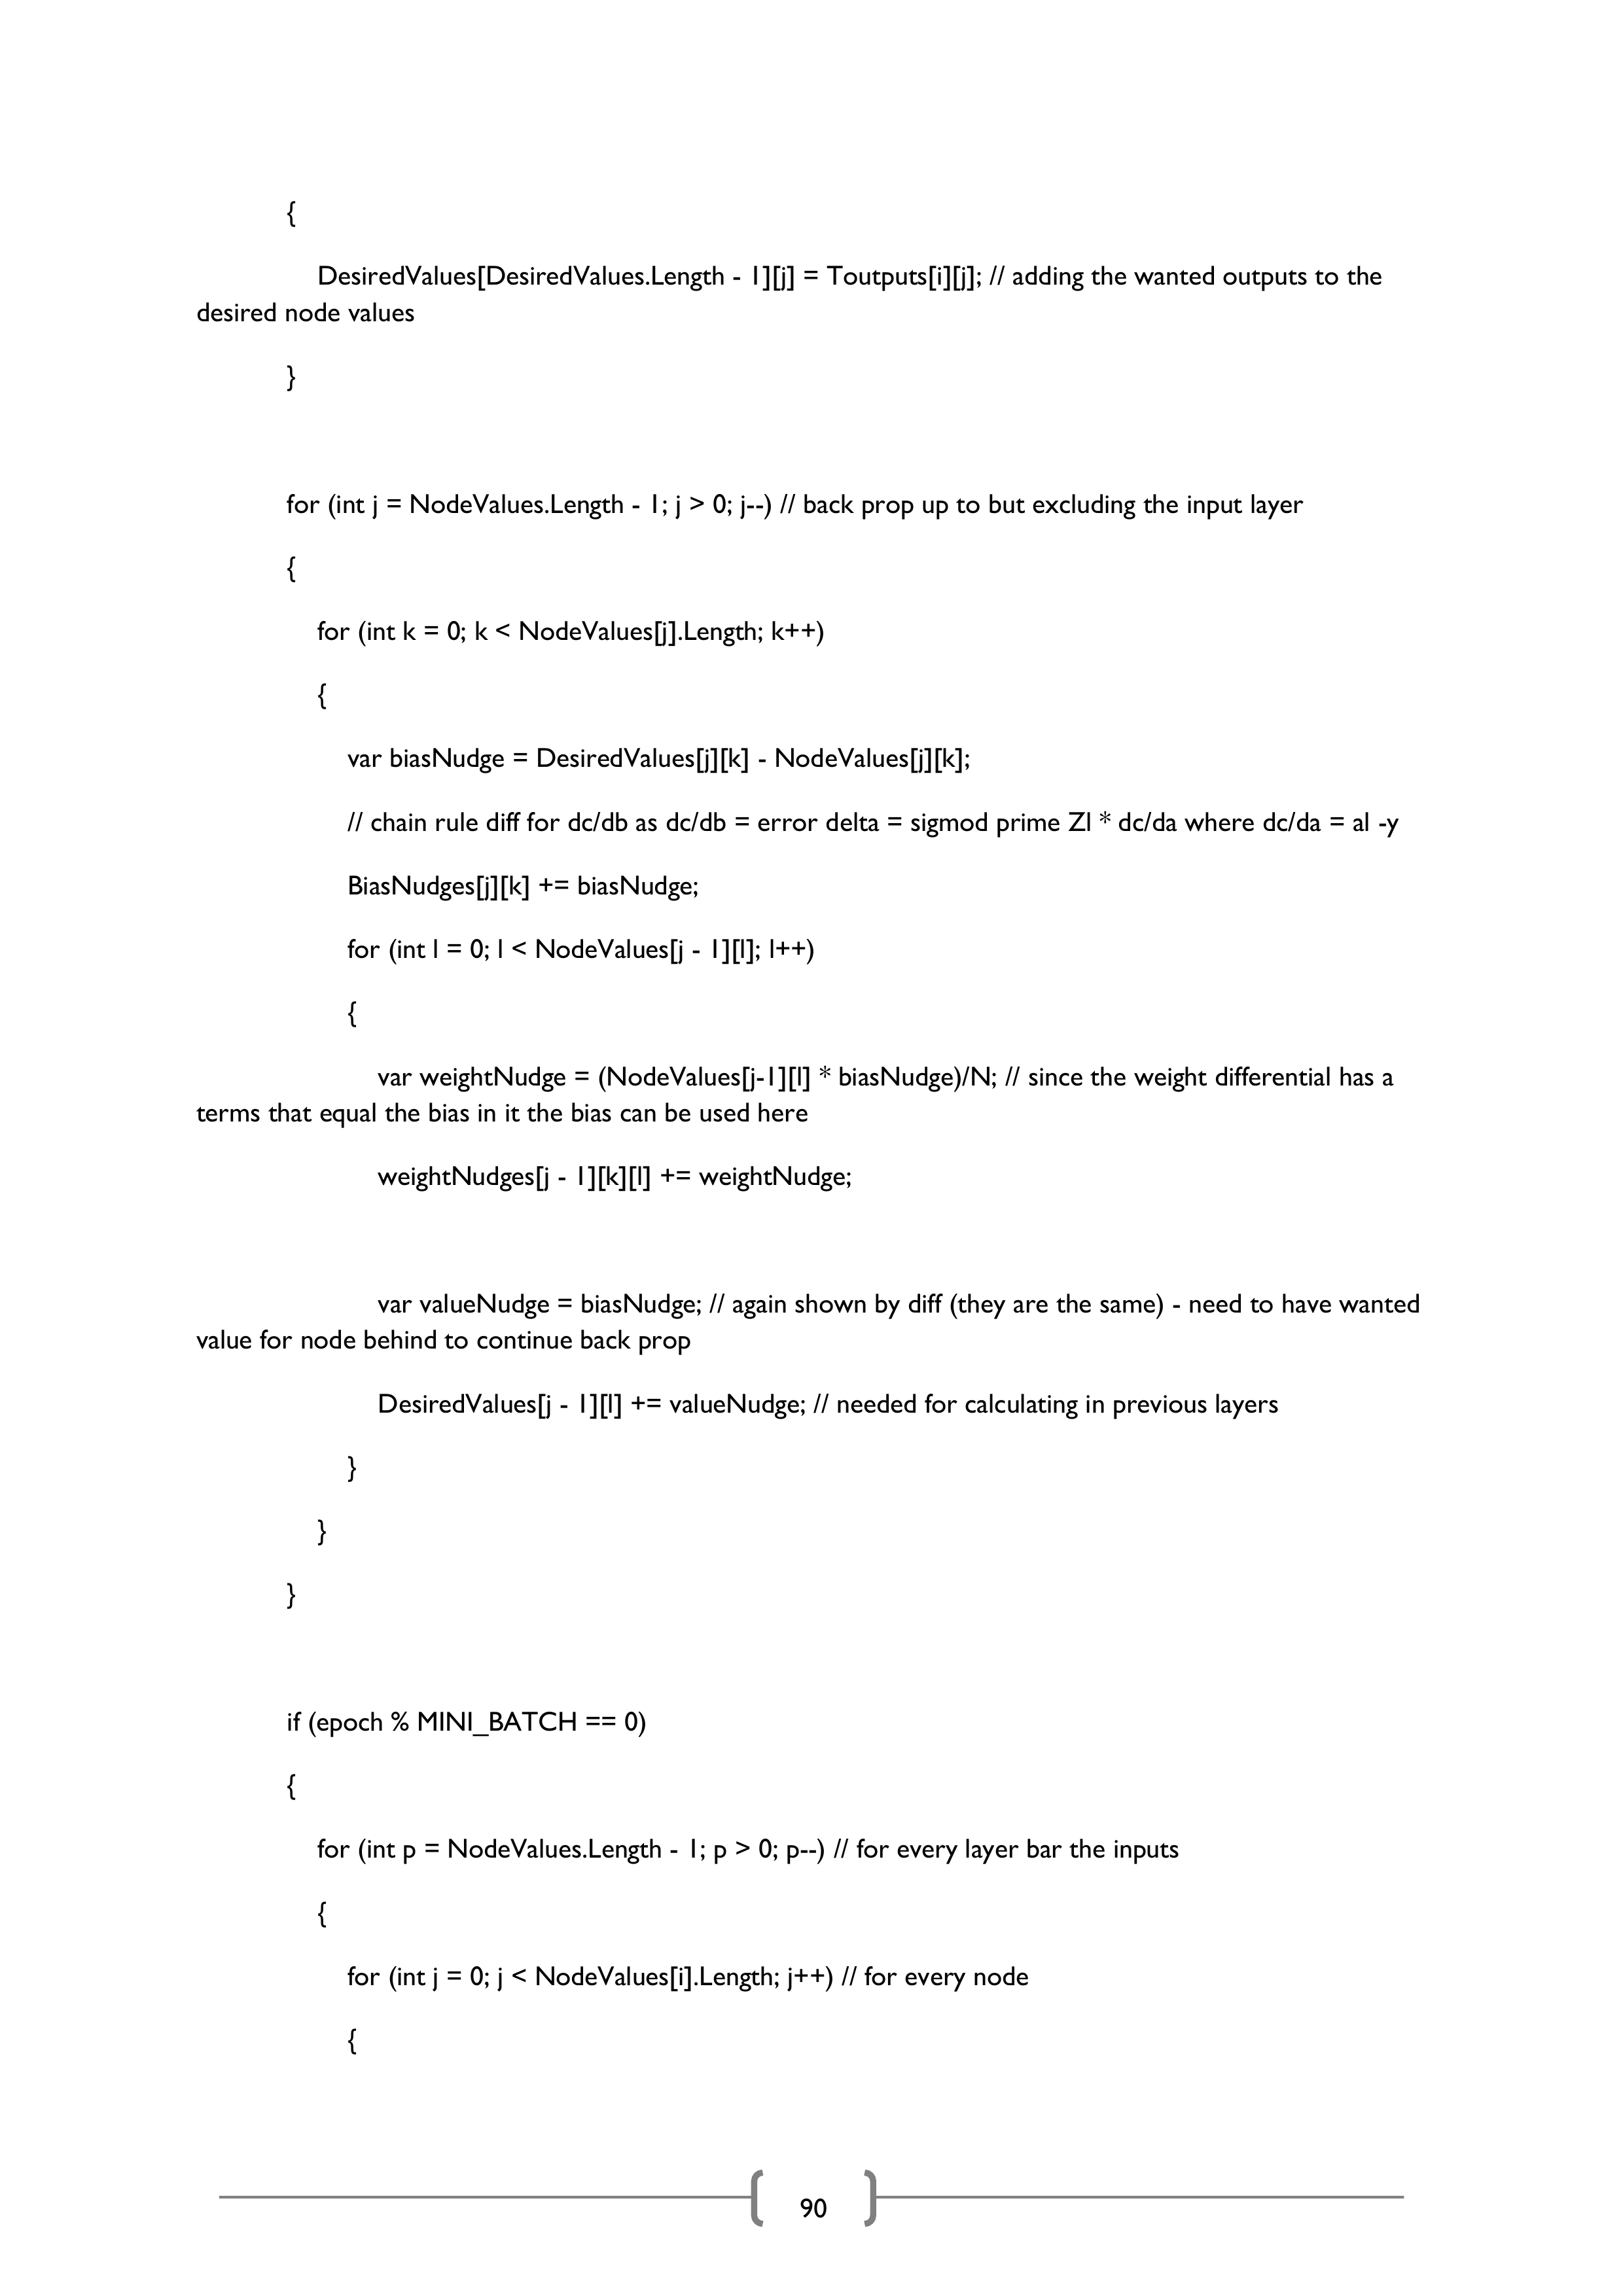 {
DesiredValues[DesiredValues.Length - 1][j] = Toutputs[i][j]; // adding the wanted outputs to the
desired node values
}
for (int j = NodeValues.Length - 1; j > 0; j--) // back prop up to but excluding the input layer
{
for (int k = 0; k < NodeValues[j].Length; k++)
{
var biasNudge = DesiredValues[j][k] - NodeValues[j][k];
// chain rule diff for dc/db as dc/db = error delta = sigmod prime Zl * dc/da where dc/da = al -y
BiasNudges[j][k] += biasNudge;
for (int l = 0; l < NodeValues[j - 1][l]; l++)
{
var weightNudge = (NodeValues[j-1][l] * biasNudge)/N; // since the weight differential has a
terms that equal the bias in it the bias can be used here
weightNudges[j - 1][k][l] += weightNudge;
var valueNudge = biasNudge; // again shown by diff (they are the same) - need to have wanted
value for node behind to continue back prop
DesiredValues[j - 1][l] += valueNudge; // needed for calculating in previous layers
}
}
}
if (epoch % MINI_BATCH == 0)
{
for (int p = NodeValues.Length - 1; p > 0; p--) // for every layer bar the inputs
{
for (int j = 0; j < NodeValues[i].Length; j++) // for every node
{
90